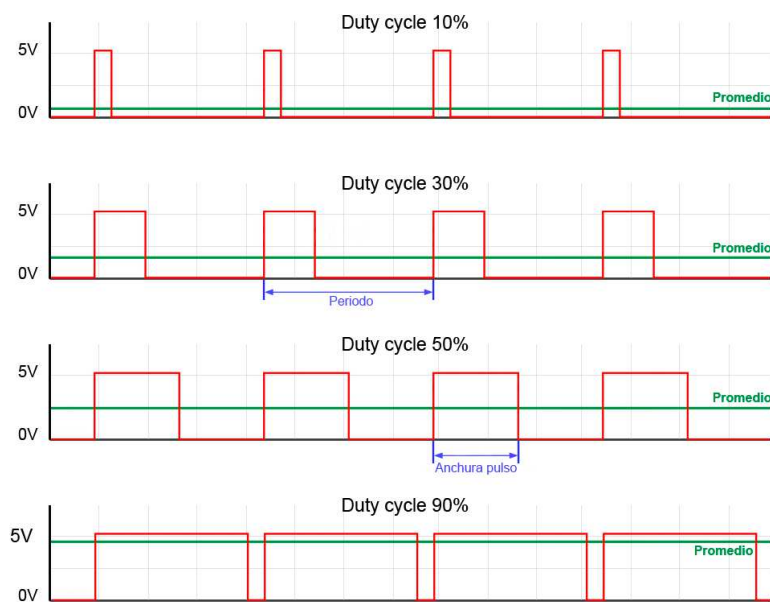 Duty cycle 10%
5V
Promedio
0V
Duty cycle 30%
5V
Promedio
0V
Periodo
Duty cycle 50%
5V
Promedio
0V
Anchura pulso
Duty cycle 90%
5V
Promedio
0V